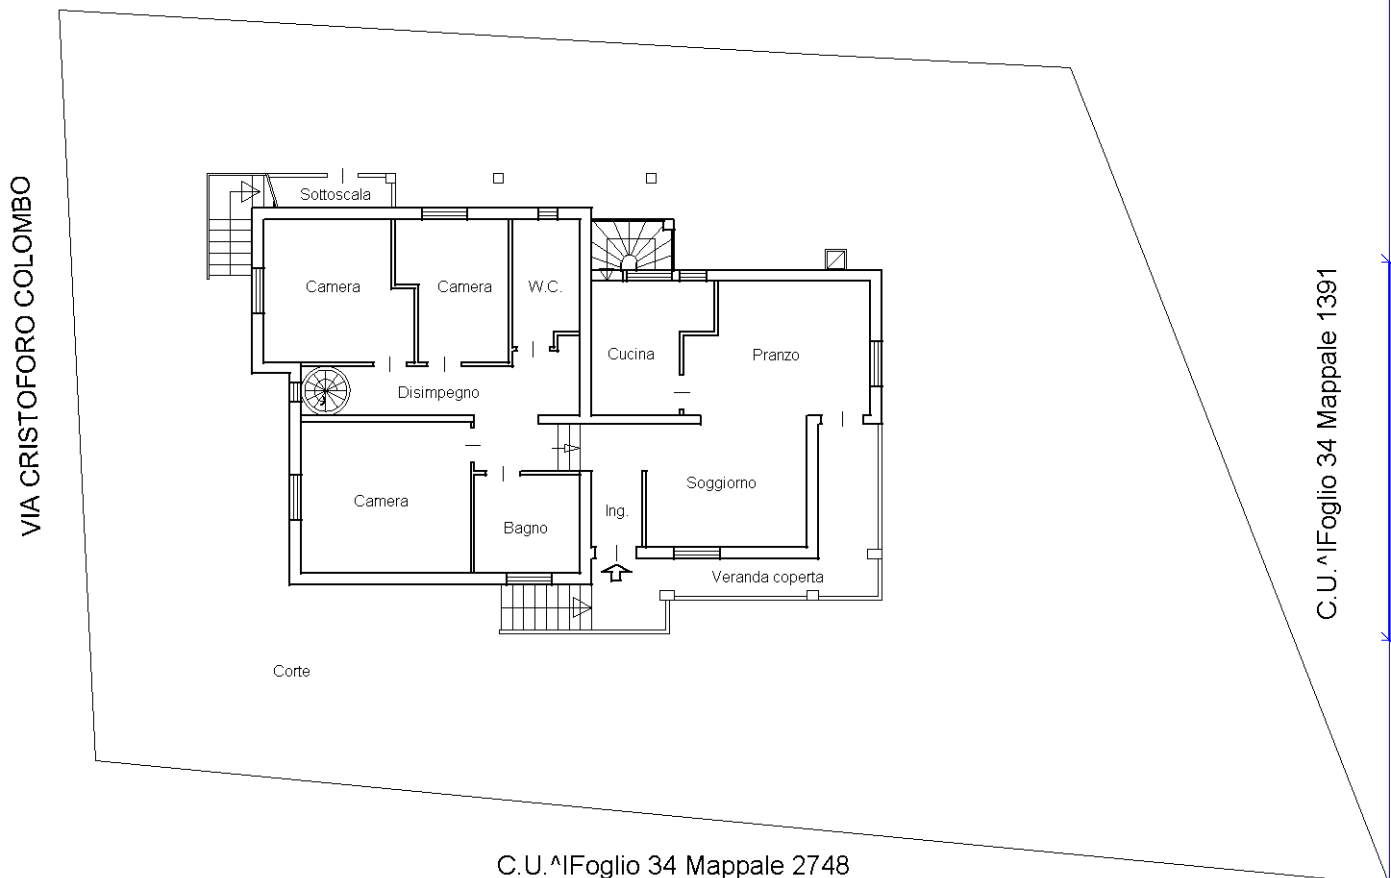 VIA CRISTOFORO COLOMBO
Sottoscala
Camera
Camera
W.C.
Cucina
Pranzo
Disimpegno
Camera
Bagno
Ing.
Soggiorno
Veranda coperta
Corte
C.U.^IFoglio 34 Mappale 1391
C.U.^IFoglio 34 Mappale 2748